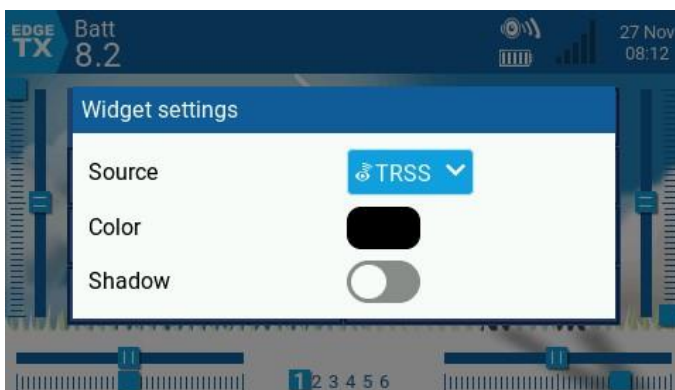 EDGE Batt 27 Nov
TX 8.2 08:12
Widget settings
Source TRSS
Color
Shadow
1 2 3 4 5 6